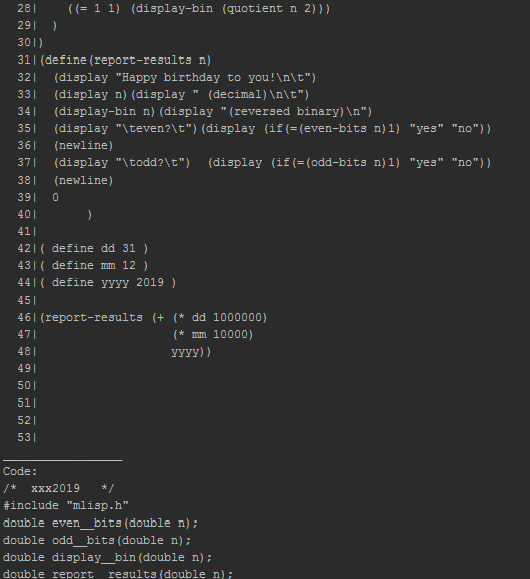 28|    ((= 1 1) (display-bin (quotient n 2)))
29|  )
30|)
31|(define(report-results n)
32|  (display "Happy birthday to you!\n\t")
33|  (display n)(display " (decimal)\n\t")
34|  (display-bin n)(display "(reversed binary)\n")
35|  (display "\teven?\t")(display (if(=(even-bits n)1) "yes" "no"))
36|  (newline)
37|  (display "\todd?\t")  (display (if(=(odd-bits n)1) "yes" "no"))
38|  (newline)
39|  0
40|       )
41|
42|( define dd 31 )
43|( define mm 12 )
44|( define yyyy 2019 )
45|
46|(report-results (+ (* dd 1000000)
47|                   (* mm 10000)
48|                   yyyy))
49|
50|
51|
52|
53|
_________________
Code:
/*  xxx2019   */
#include "mlisp.h"
double even__bits(double n);
double odd__bits(double n);
double display__bin(double n);
double report__results(double n);